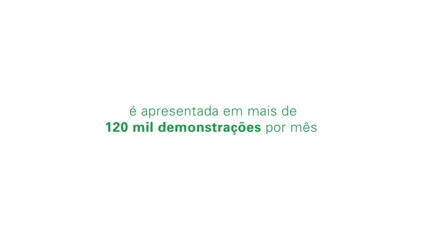 é apresentada em mais de
120 mil demonstrações por mês